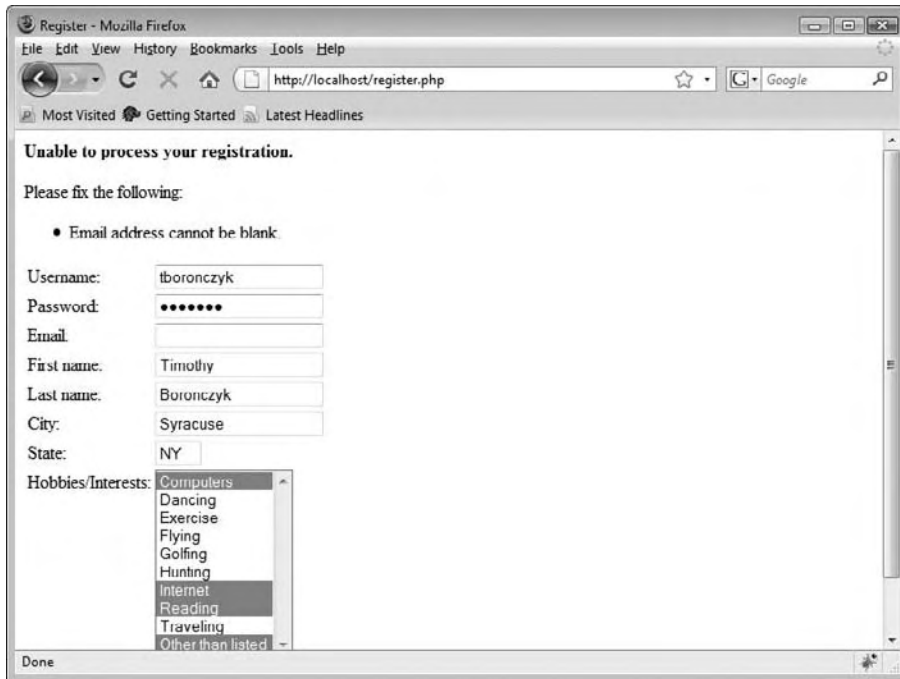 Register - Mozilla Firefox
File Edit View History Bookmarks Tools Help
http://localhost/register.php
G Google
Most Visited Getting Started Latest Headlines
Unable to process your registration.
Please fix the following:
• Email address cannot be blank.
Username: tboronczyk
Password: •••••••
Email:
First name: Timothy
Last name: Boronczyk
City: Syracuse
State: NY
Hobbies/Interests: Computers
Dancing
Exercise
Flying
Golfing
Hunting
Internet
Reading
Traveling
Other than listed
Done